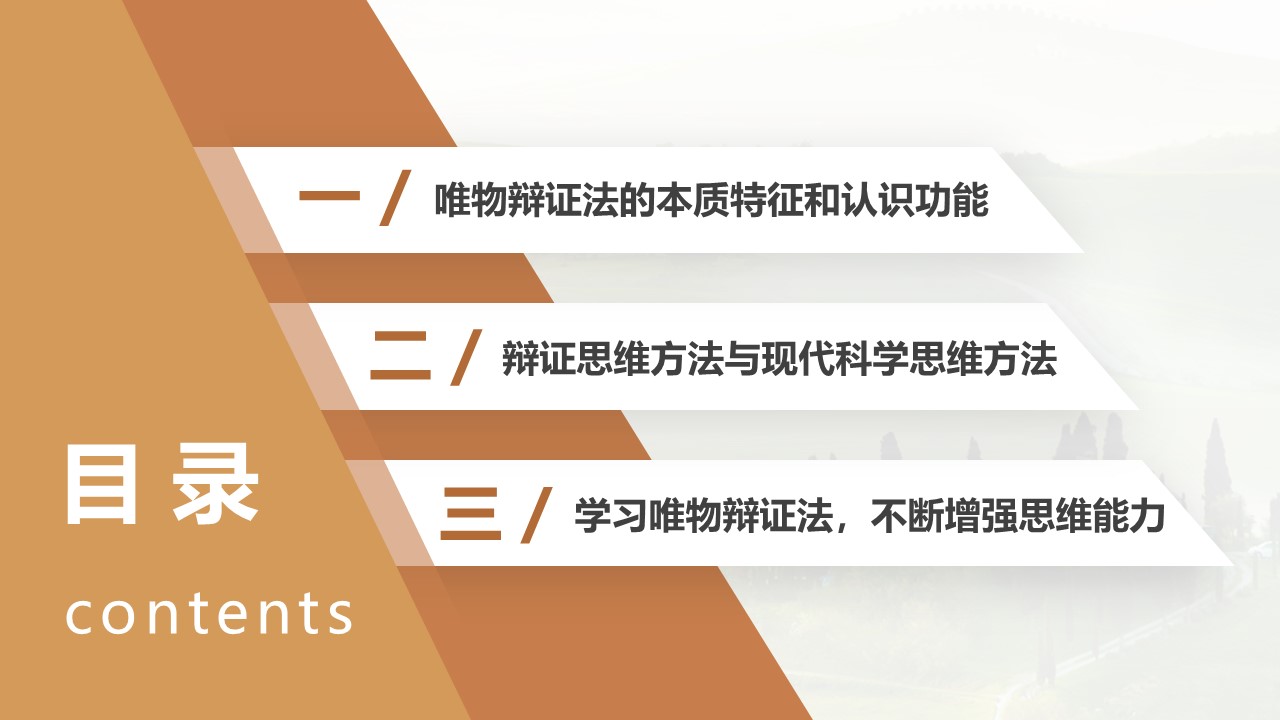 一/ 唯物辩证法的本质特征和认识功能
二/ 辩证思维方法与现代科学思维方法
三/ 学习唯物辩证法，不断增强思维能力
目录
contents